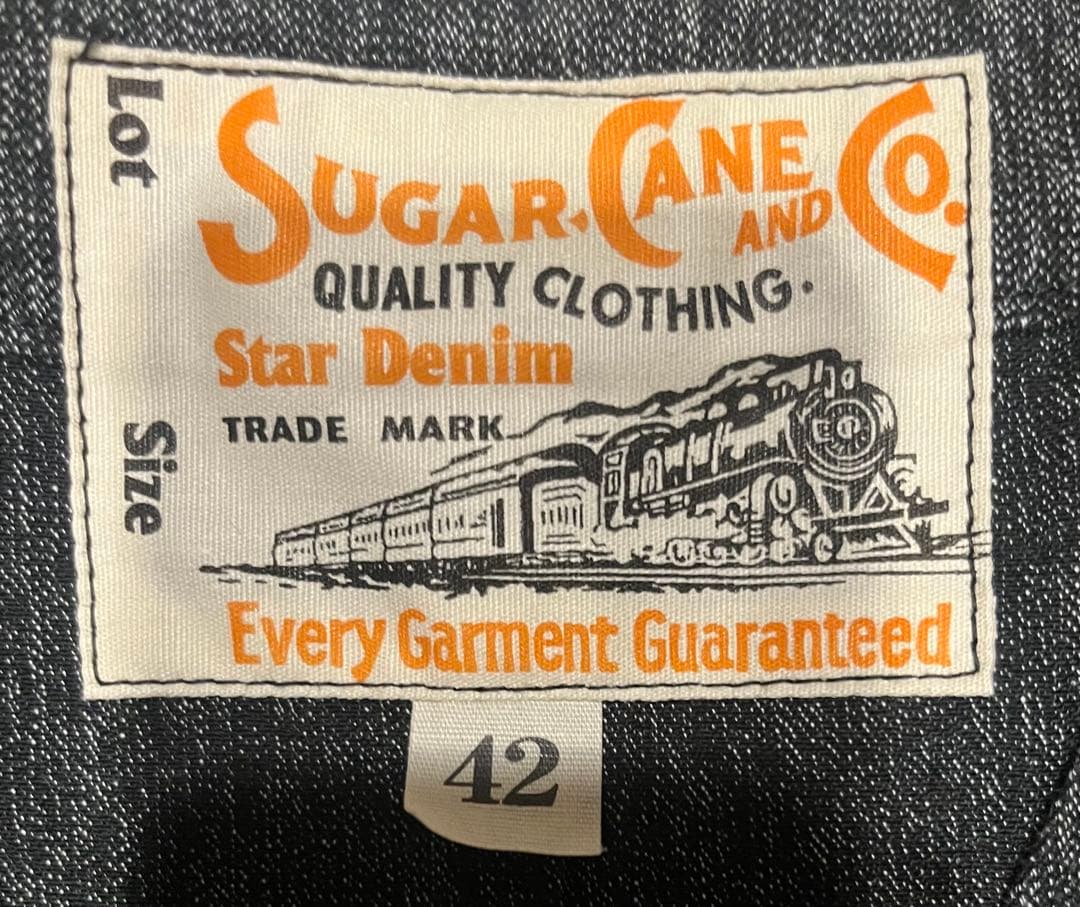 Lot
SUGAR CANE AND CO.
QUALITY CLOTHING.
Star Denim
TRADE MARK
Size
Every Garment Guaranteed
42